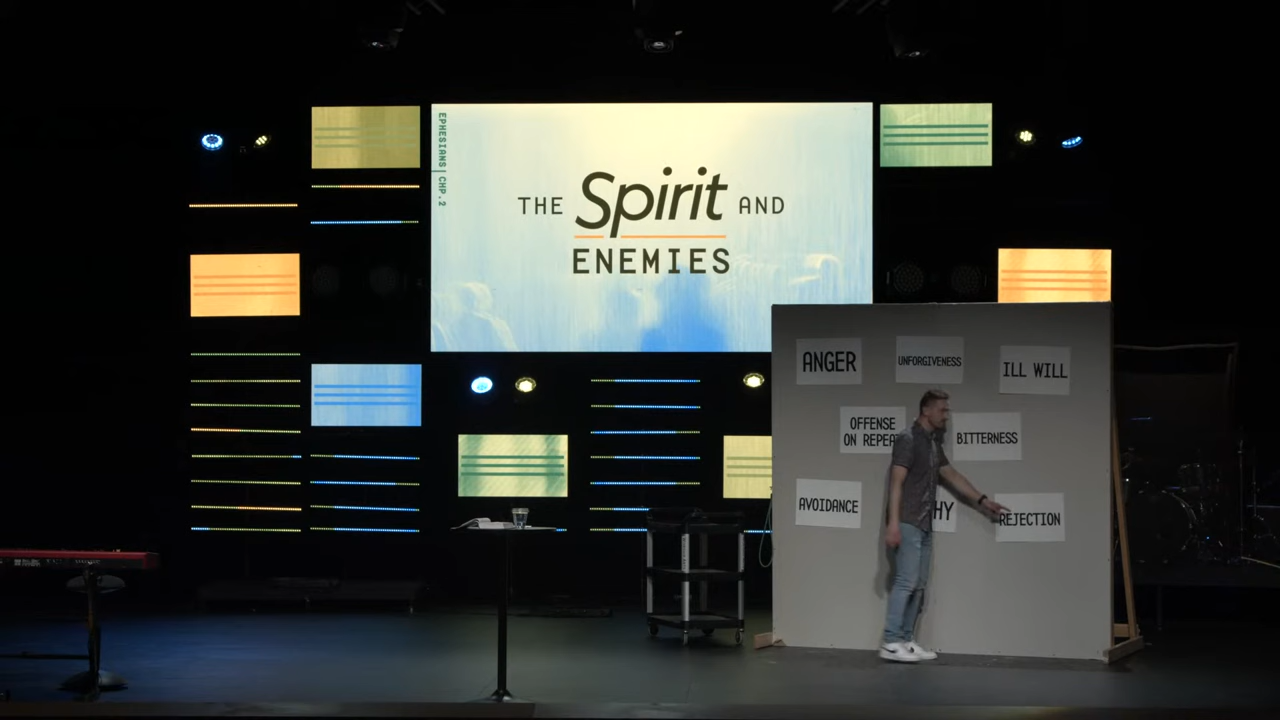 EPHESIANS | CHP.2
THE Spirit AND
ENEMIES
ANGER
UNFORGIVENESS
ILL WILL
OFFENSE
ON REPEA
BITTERNESS
AVOIDANCE
HY
REJECTION